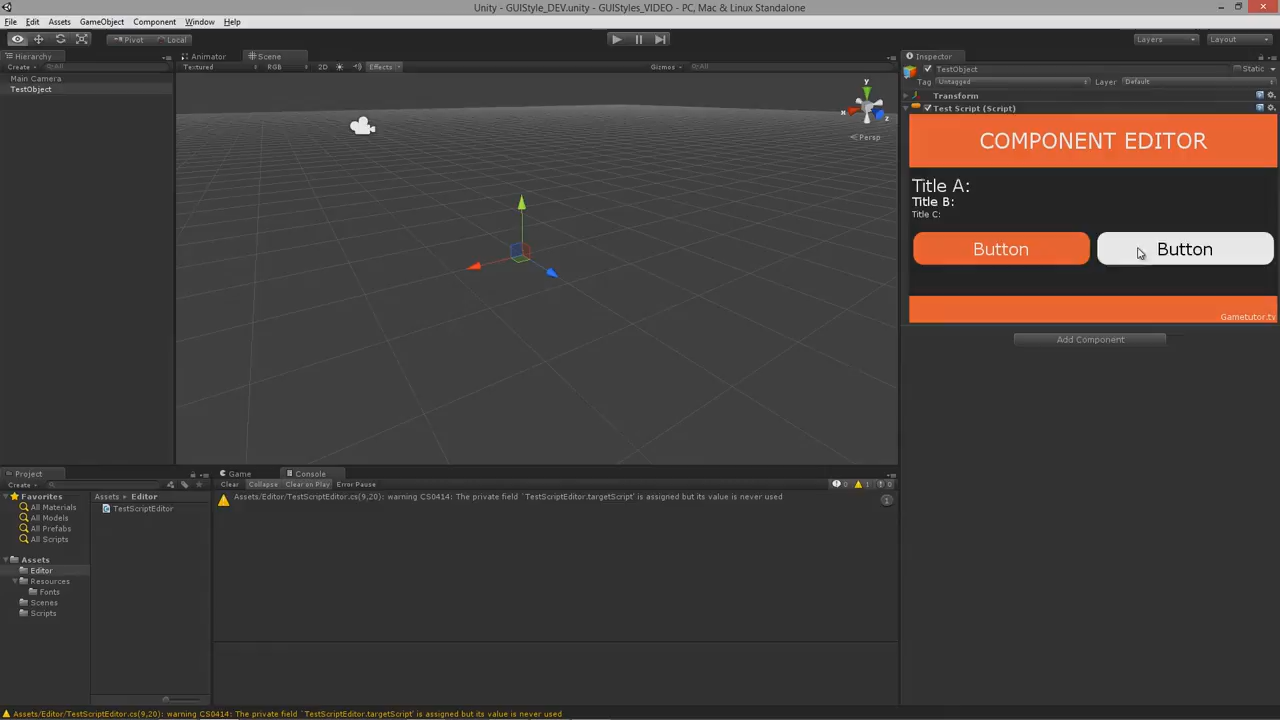 Unity - GUIStyle_DEV.unity - GUIStyles_VIDEO - PC, Mac & Linux Standalone
File Edit Assets GameObject Component Window Help
Pivot Local Layers Layout
Hierarchy Animator Scene Inspector
Create All Textured RGB 2D Effects Gizmos All
TestObject Static
Tag Untagged Layer Default
Main Camera
TestObject
Transform
Test Script (Script)
COMPONENT EDITOR
y
x
z
Persp
Title A:
Title B:
Title C:
Button Button
Gametutor.tv
Add Component
Project Game Console
Create Clear Collapse Clear on Play Error Pause 0 1 0
Favorites
All Materials
All Models
All Prefabs
All Scripts
Assets
Editor
Resources
Fonts
Scenes
Scripts
Assets Editor
TestScriptEditor
Assets/Editor/TestScriptEditor.cs(9,20): warning CS0414: The private field `TestScriptEditor.targetScript' is assigned but its value is never used
1
Assets/Editor/TestScriptEditor.cs(9,20): warning CS0414: The private field `TestScriptEditor.targetScript' is assigned but its value is never used